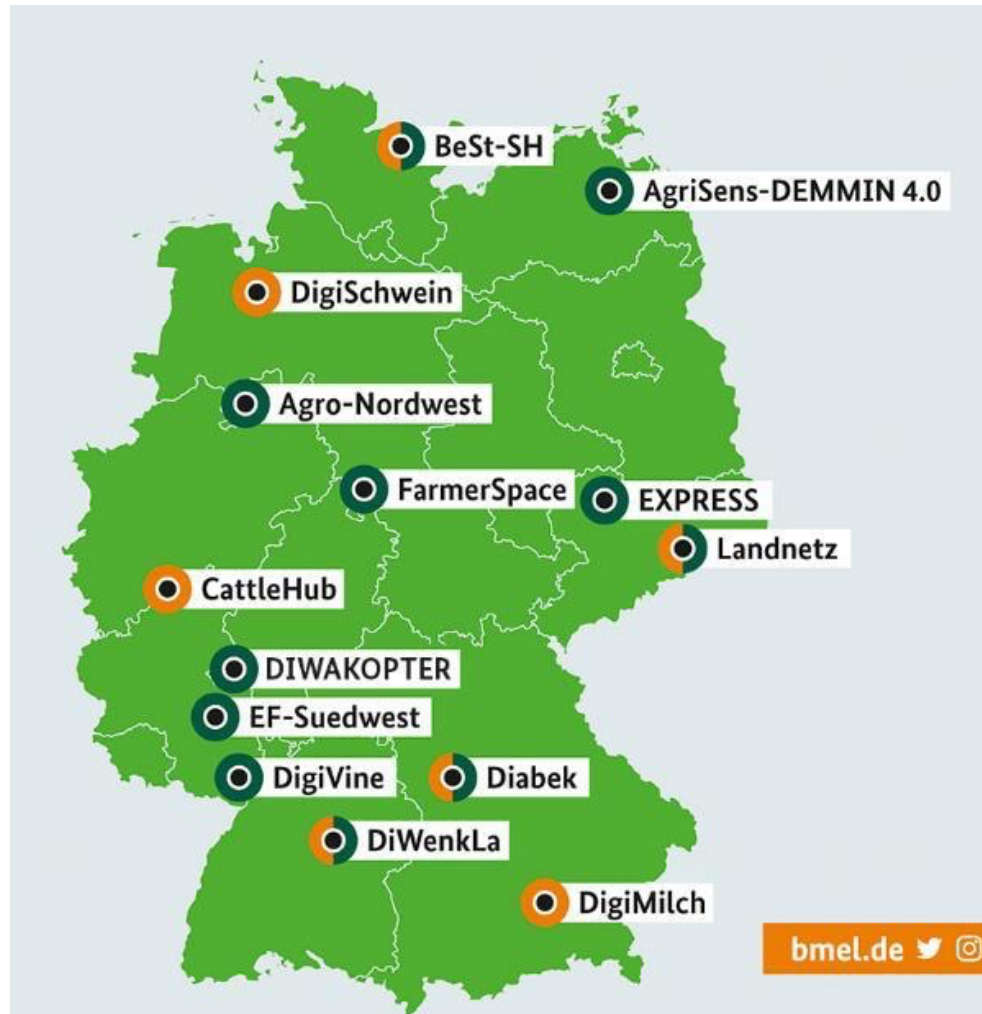 BeSt-SH
AgriSens-DEMMIN 4.0
DigiSchwein
Agro-Nordwest
FarmerSpace
EXPRESS
Landnetz
CattleHub
DIWAKOPTER
EF-Suedwest
DigiVine
Diabek
DiWenkLa
DigiMilch
bmel.de